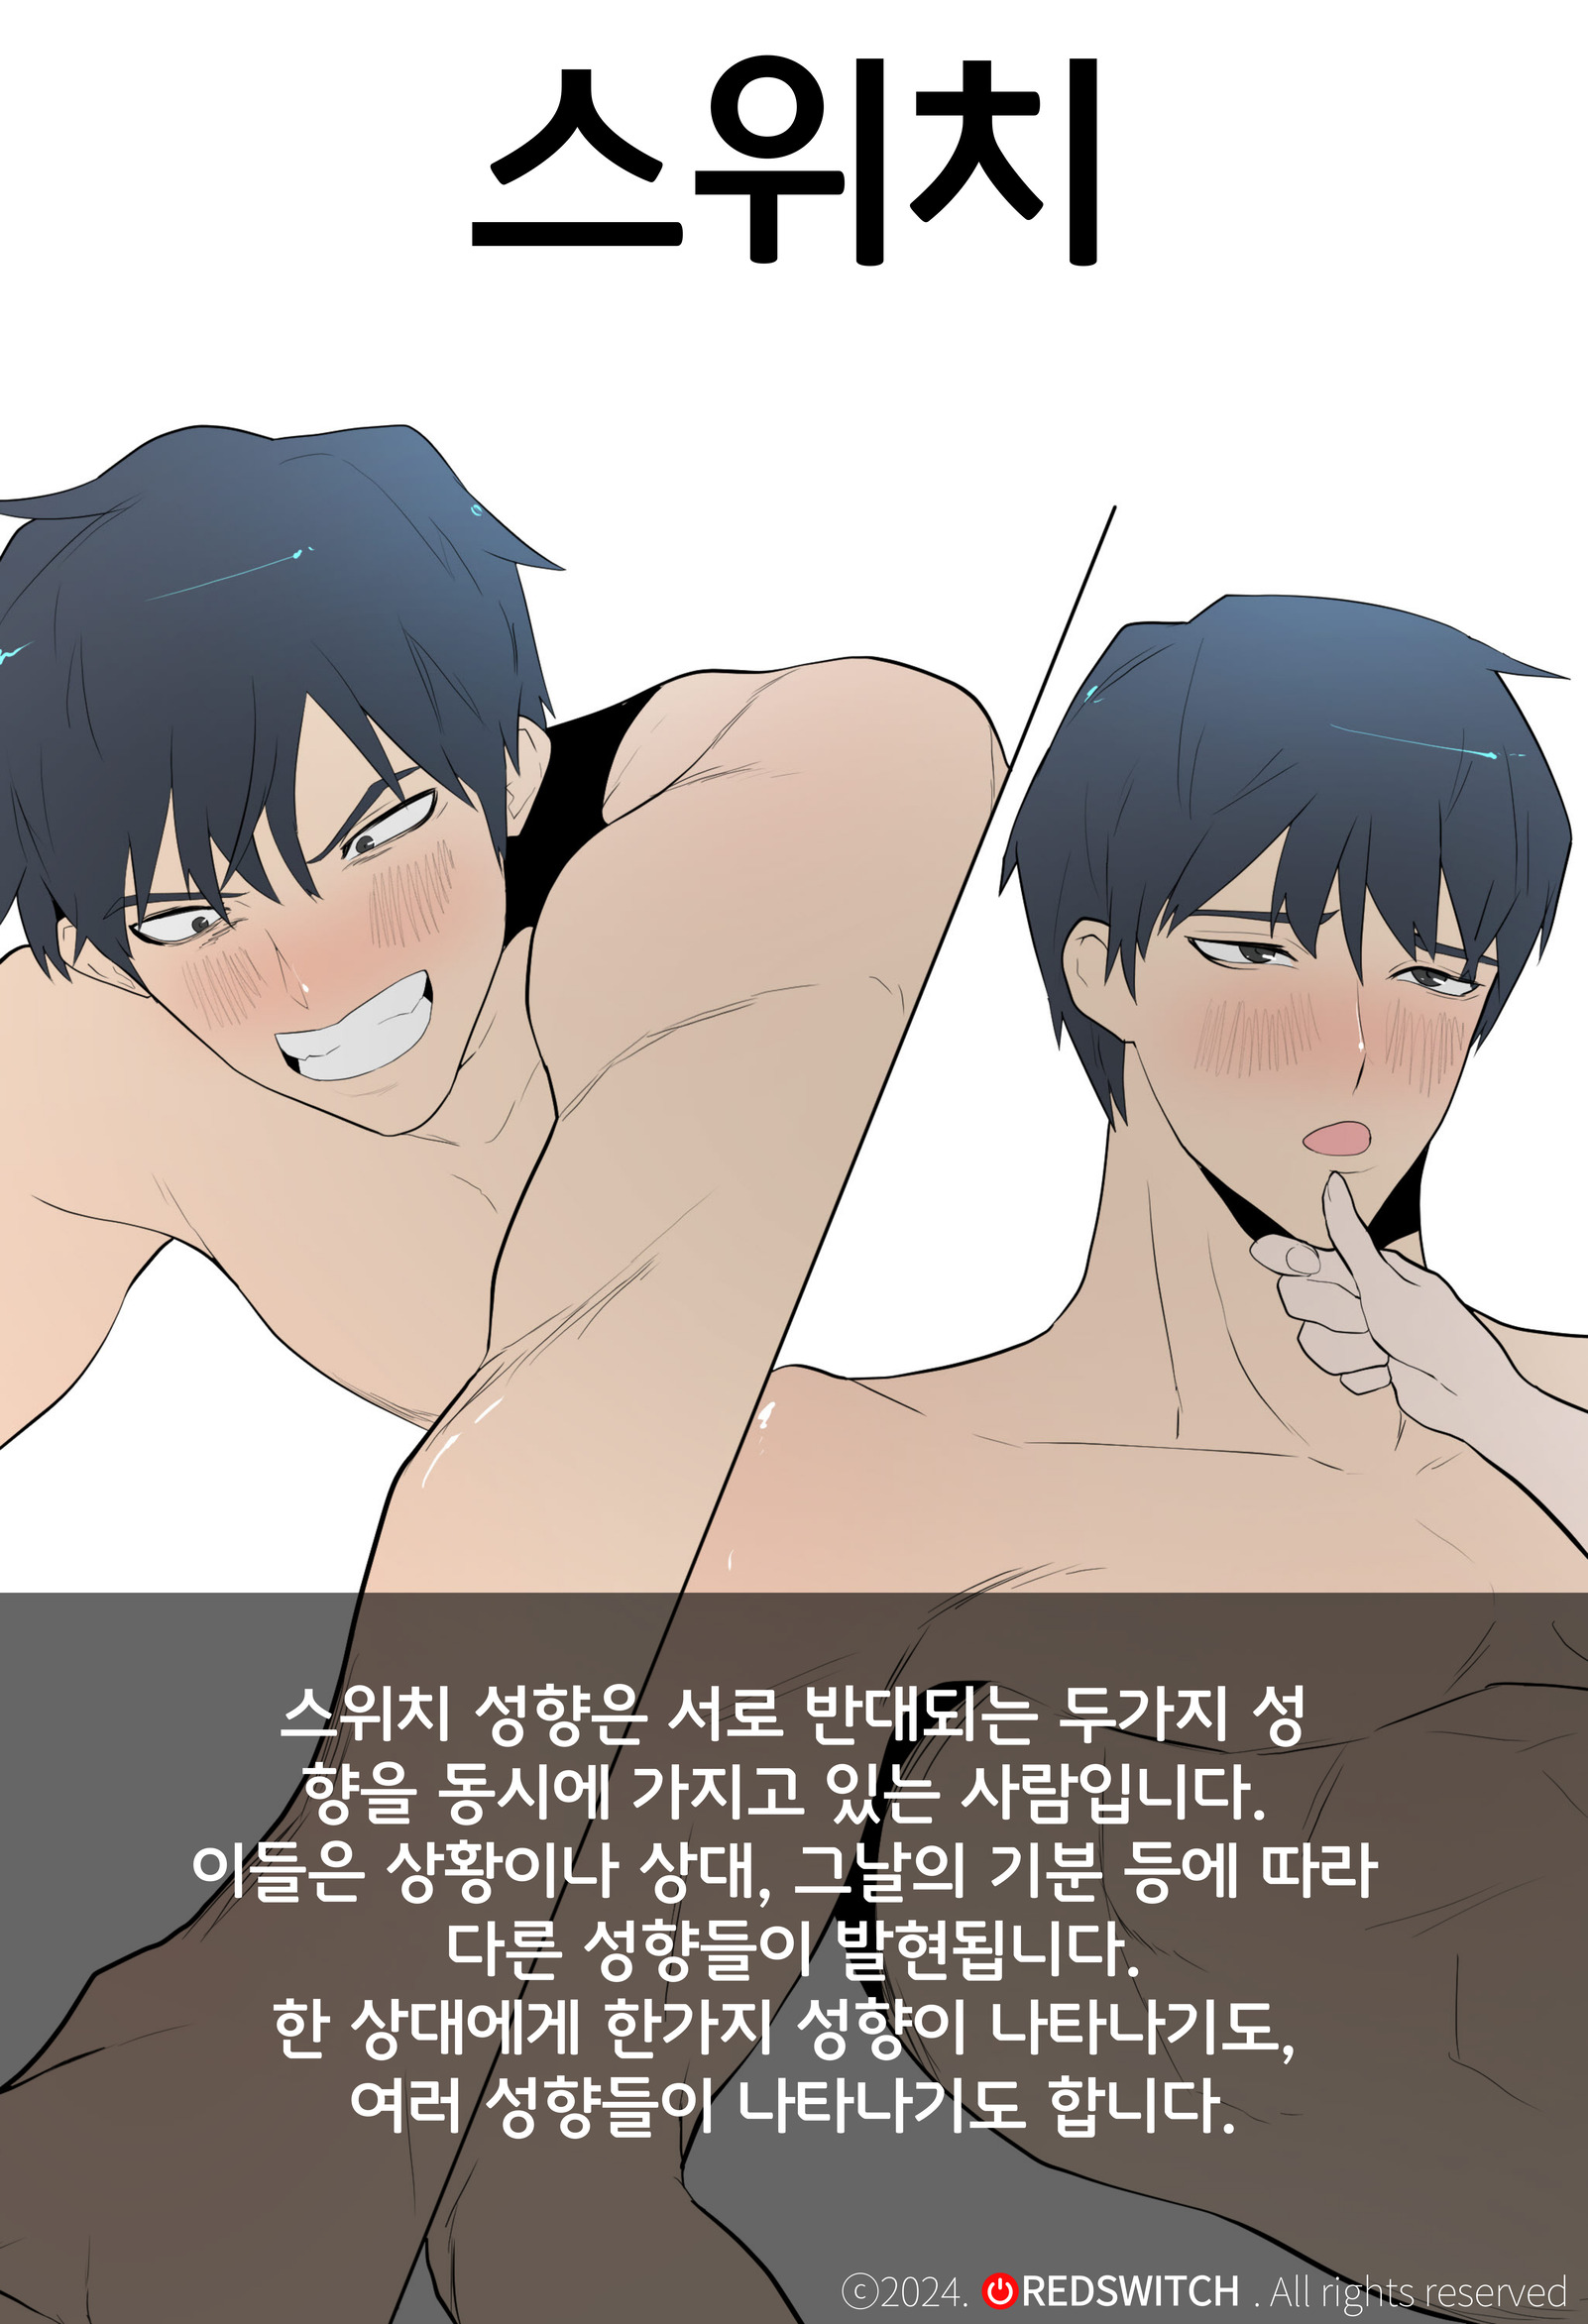 스위치
스위치 성향은 서로 반대되는 두가지 성
향을 동시에 가지고 있는 사람입니다.
이들은 상황이나 상대, 그날의 기분 등에 따라
다른 성향들이 발현됩니다.
한 상대에게 한가지 성향이 나타나기도,
여러 성향들이 나타나기도 합니다.
©2024. REDSWITCH . All rights reserved